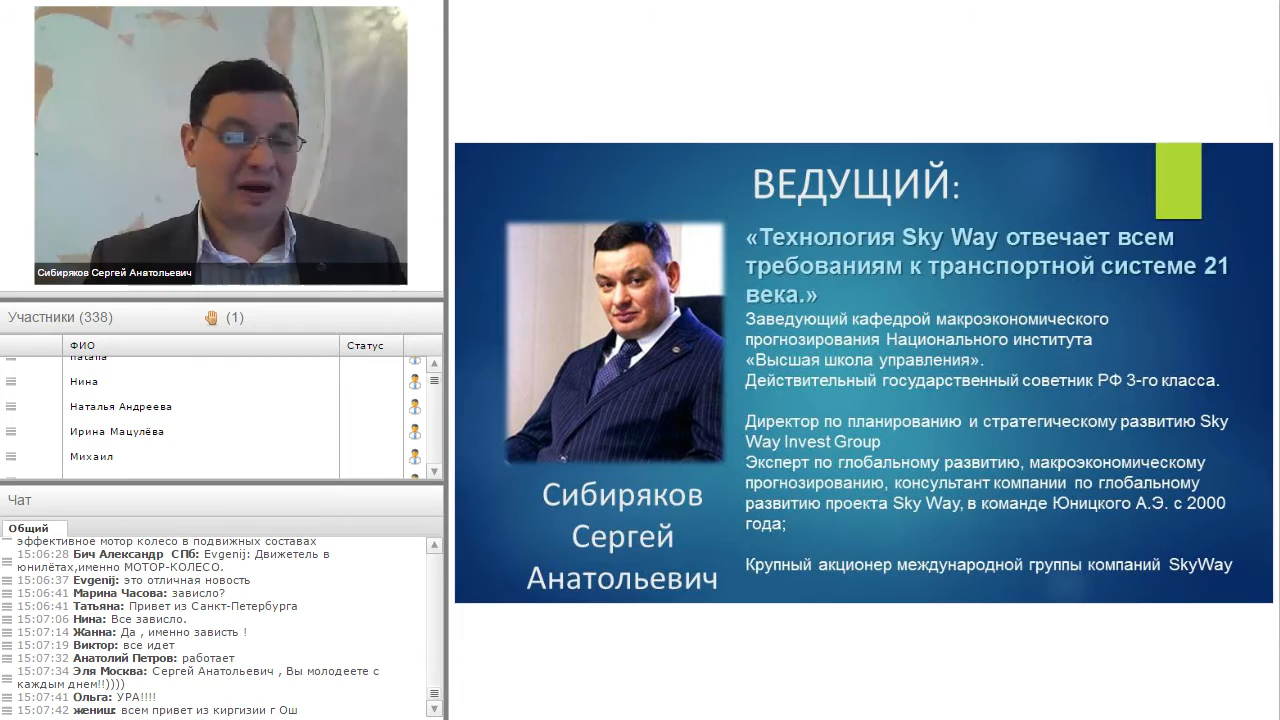 Сибиряков Сергей Анатольевич
Участники (338)
(1)
ФИО
Статус
natalia
Нина
Наталья Андреева
Ирина Мацулёва
Михаил
Чат
Общий
эффективное мотор колесо в подвижных составах
15:06:28 Бич Александр СПб: Evgenij: Движетель в
юнилётах,именно МОТОР-КОЛЕСО.
15:06:37 Evgenij: это отличная новость
15:06:41 Марина Часова: зависло?
15:06:41 Татьяна: Привет из Санкт-Петербурга
15:07:06 Нина: Все зависло.
15:07:14 Жанна: Да , именно зависть !
15:07:19 Виктор: все идет
15:07:32 Анатолий Петров: работает
15:07:34 Эля Москва: Сергей Анатольевич , Вы молодеете с
каждым днем!!))))
15:07:41 Ольга: УРА!!!!
15:07:42 жениш: всем привет из киргизии г Ош
ВЕДУЩИЙ:
«Технология Sky Way отвечает всем
требованиям к транспортной системе 21
века.»
Заведующий кафедрой макроэкономического
прогнозирования Национального института
«Высшая школа управления».
Действительный государственный советник РФ 3-го класса.
Директор по планированию и стратегическому развитию Sky
Way Invest Group
Эксперт по глобальному развитию, макроэкономическому
прогнозированию, консультант компании по глобальному
развитию проекта Sky Way, в команде Юницкого А.Э. с 2000
года;
Крупный акционер международной группы компаний SkyWay
Сибиряков
Сергей
Анатольевич